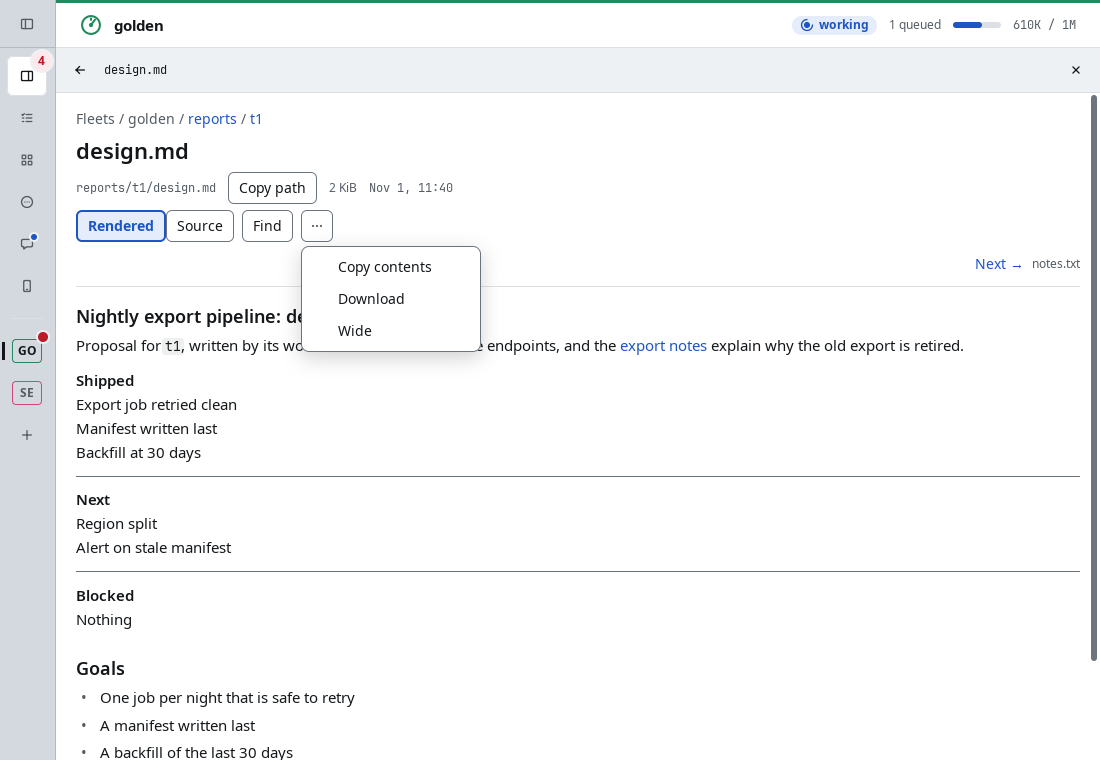 golden
working
1 queued
610K / 1M
4
design.md
Fleets / golden / reports / t1
design.md
reports/t1/design.md
Copy path
2 KiB
Nov 1, 11:40
Rendered
Source
Find
Copy contents
Download
Wide
Next → notes.txt
Nightly export pipeline:
Proposal for t1, written by its
endpoints, and the export notes explain why the old export is retired.
Shipped
Export job retried clean
Manifest written last
Backfill at 30 days
Next
Region split
Alert on stale manifest
Blocked
Nothing
Goals
One job per night that is safe to retry
A manifest written last
A backfill of the last 30 days
GO
SE